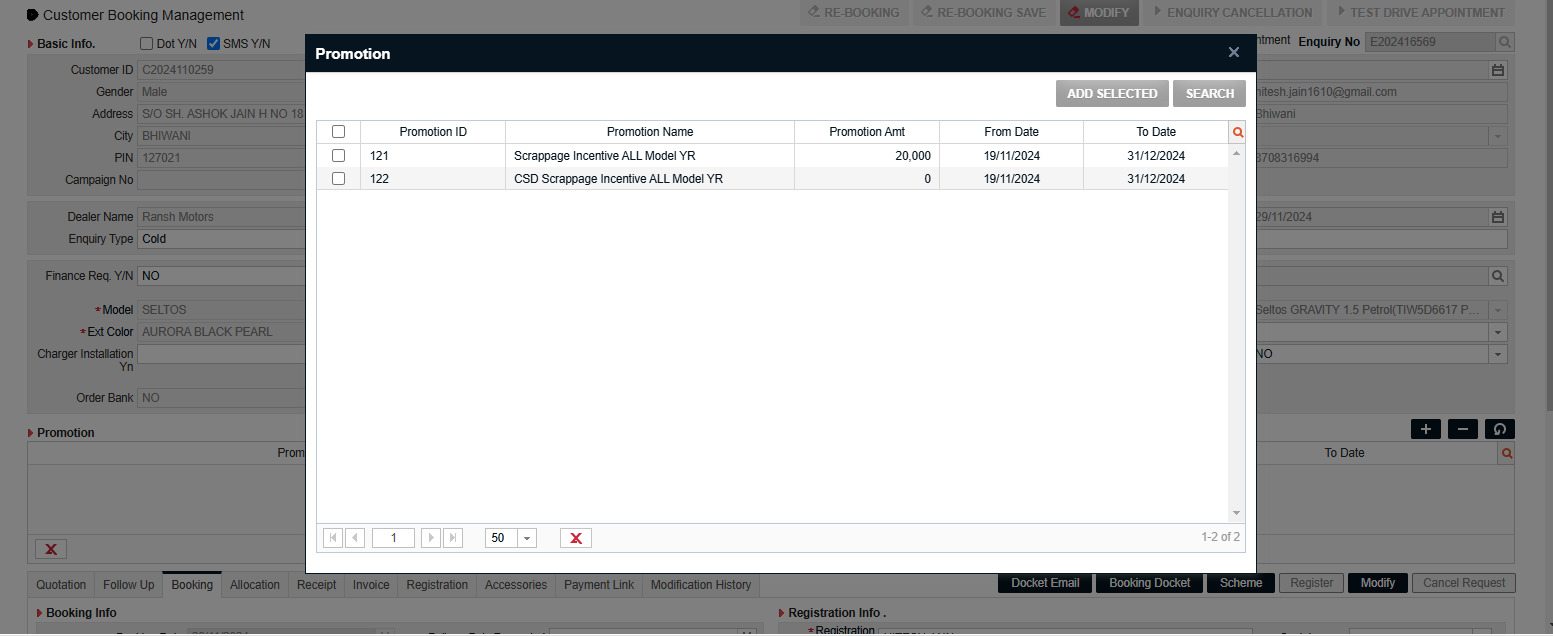 Customer Booking Management
RE-BOOKING RE-BOOKING SAVE MODIFY ENQUIRY CANCELLATION TEST DRIVE APPOINTMENT
Basic Info. Dot Y/N SMS Y/N
Enquiry No E202416569
Customer ID C2024110259
Gender Male
Address S/O SH. ASHOK JAIN H NO 18
City BHIWANI
PIN 127021
Campaign No
hitesh.jain1610@gmail.com
Bhiwani
8708316994
Dealer Name Ransh Motors
Enquiry Type Cold
29/11/2024
Finance Req. Y/N NO
*Model SELTOS
*Ext Color AURORA BLACK PEARL
Charger Installation
Yn
Order Bank NO
Seltos GRAVITY 1.5 Petrol(TIW5D6617 P...
NO
Promotion
To Date
Promotion
ADD SELECTED SEARCH
Promotion ID Promotion Name Promotion Amt From Date To Date
121 Scrappage Incentive ALL Model YR 20,000 19/11/2024 31/12/2024
122 CSD Scrappage Incentive ALL Model YR 0 19/11/2024 31/12/2024
1 50 1-2 of 2
Quotation Follow Up Booking Allocation Receipt Invoice Registration Accessories Payment Link Modification History
Docket Email Booking Docket Scheme Register Modify Cancel Request
Booking Info Registration Info .
*Registration